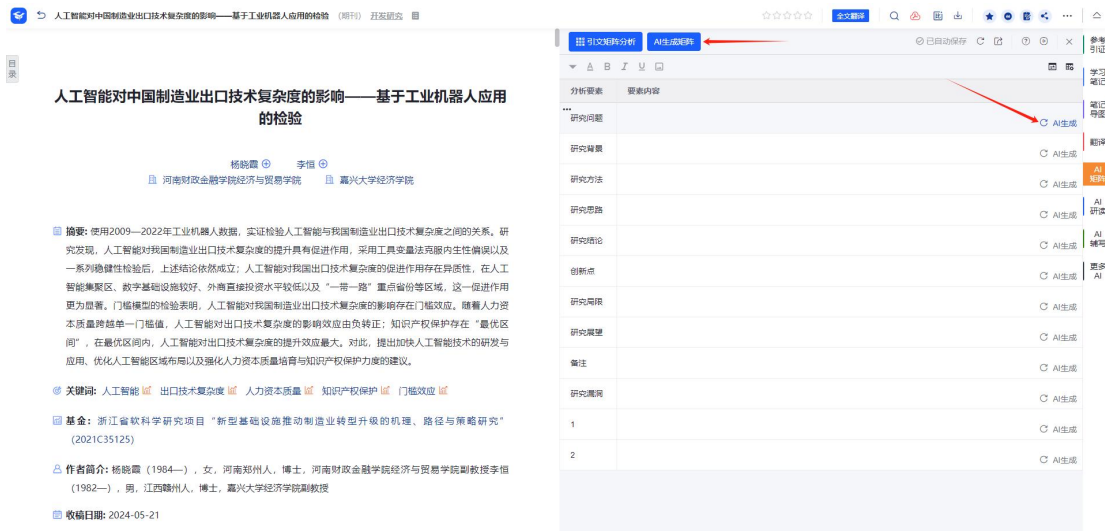 人工智能对中国制造业出口技术复杂度的影响——基于工业机器人应用的检验 (期刊) 开发研究
☆☆☆☆☆ 全文翻译
目录
人工智能对中国制造业出口技术复杂度的影响——基于工业机器人应用
的检验
杨晓霞 李恒
河南财政金融学院经济与贸易学院 嘉兴大学经济学院
摘要: 使用2009—2022年工业机器人数据，实证检验人工智能与我国制造业出口技术复杂度之间的关系。研
究发现，人工智能对我国制造业出口技术复杂度的提升具有促进作用，采用工具变量法克服内生性偏误以及
一系列稳健性检验后，上述结论依然成立；人工智能对我国出口技术复杂度的促进作用存在异质性，在人工
智能集聚区、数字基础设施较好、外商直接投资水平较低以及“一带一路”重点省份等区域，这一促进作用
更为显著。门槛模型的检验表明，人工智能对我国制造业出口技术复杂度的影响存在门槛效应。随着人力资
本质量跨越单一门槛值，人工智能对出口技术复杂度的影响效应由负转正；知识产权保护存在“最优区
间”，在最优区间内，人工智能对出口技术复杂度的提升效应最大。对此，提出加快人工智能技术的研发与
应用、优化人工智能区域布局以及强化人力资本质量培育与知识产权保护力度的建议。
关键词: 人工智能 出口技术复杂度 人力资本质量 知识产权保护 门槛效应
基金: 浙江省软科学研究项目“新型基础设施推动制造业转型升级的机理、路径与策略研究”
(2021C35125)
作者简介: 杨晓霞（1984—），女，河南郑州人，博士，河南财政金融学院经济与贸易学院副教授李恒
（1982—），男，江西赣州人，博士，嘉兴大学经济学院副教授
收稿日期: 2024-05-21
引文矩阵分析 AI生成矩阵 已自动保存
A B I U
分析要素 要素内容
研究问题 AI生成
研究背景 AI生成
研究方法 AI生成
研究思路 AI生成
研究结论 AI生成
创新点 AI生成
研究局限 AI生成
研究展望 AI生成
备注 AI生成
研究漏洞 AI生成
1 AI生成
2 AI生成
参考
引证
学习
笔记
笔记
导图
翻译
AI
矩阵
AI
研读
AI
辅写
更多
AI